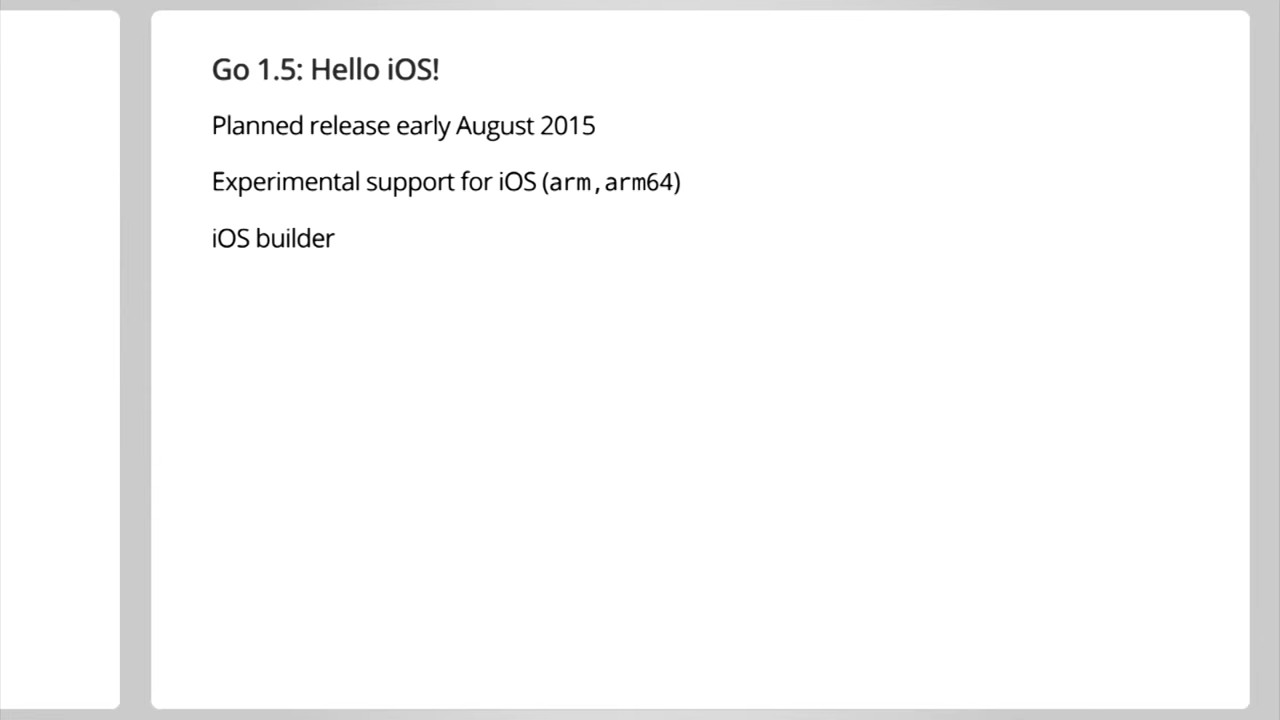 Go 1.5: Hello iOS!
Planned release early August 2015
Experimental support for iOS (arm,arm64)
iOS builder